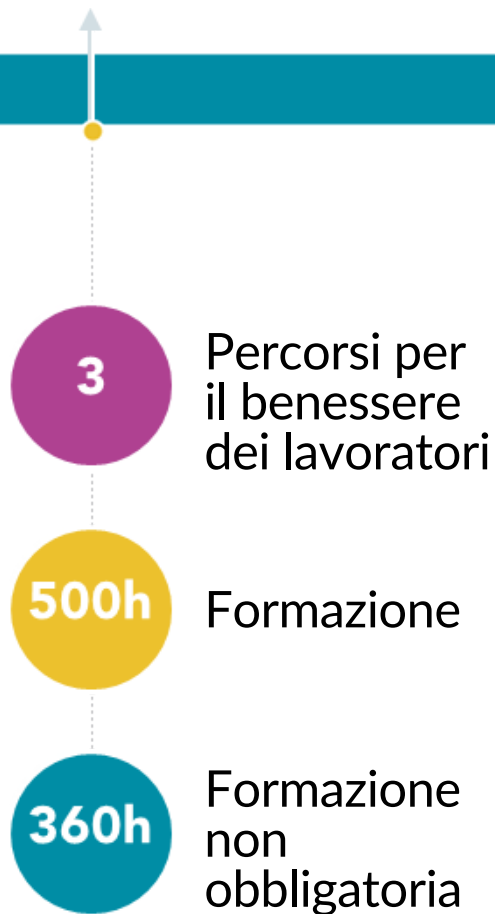 3
Percorsi per
il benessere
dei lavoratori
500h
Formazione
360h
Formazione
non
obbligatoria